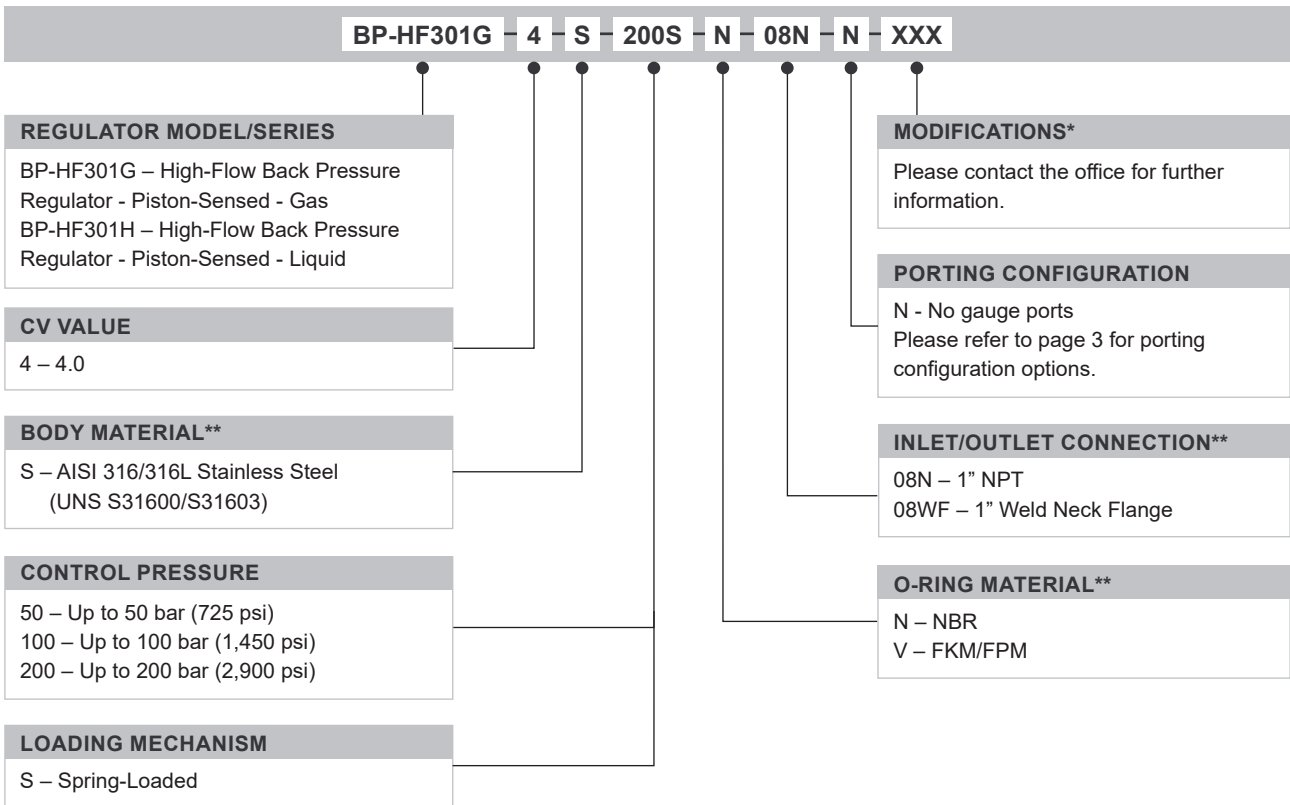 BP-HF301G - 4 - S - 200S - N - 08N - N - XXX
REGULATOR MODEL/SERIES
BP-HF301G – High-Flow Back Pressure
Regulator - Piston-Sensed - Gas
BP-HF301H – High-Flow Back Pressure
Regulator - Piston-Sensed - Liquid
CV VALUE
4 – 4.0
BODY MATERIAL**
S – AISI 316/316L Stainless Steel
(UNS S31600/S31603)
CONTROL PRESSURE
50 – Up to 50 bar (725 psi)
100 – Up to 100 bar (1,450 psi)
200 – Up to 200 bar (2,900 psi)
LOADING MECHANISM
S – Spring-Loaded
MODIFICATIONS*
Please contact the office for further
information.
PORTING CONFIGURATION
N - No gauge ports
Please refer to page 3 for porting
configuration options.
INLET/OUTLET CONNECTION**
08N – 1” NPT
08WF – 1” Weld Neck Flange
O-RING MATERIAL**
N – NBR
V – FKM/FPM